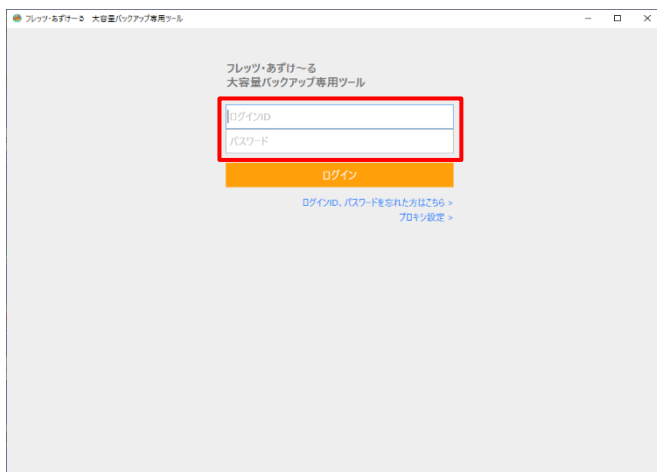 フレッツ・あずけーる 大容量バックアップ専用ツール
フレッツ・あずけ～る
大容量バックアップ専用ツール
ログインID
パスワード
ログイン
ログインID、パスワードを忘れた方はこちら >
プロキシ設定 >